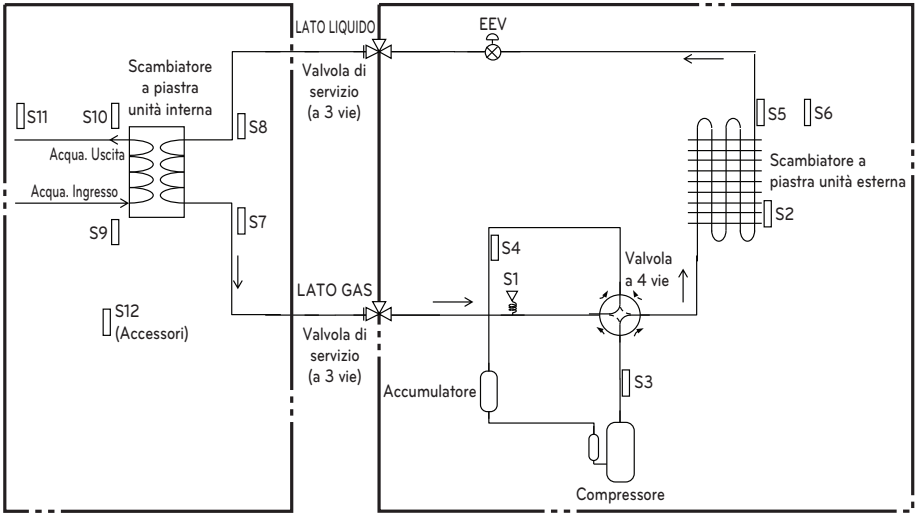 LATO LIQUIDO
EEV
Scambiatore
a piastra
unità interna
Valvola di
servizio
(a 3 vie)
S11
S10
S8
S5
S6
Acqua. Uscita
Scambiatore a
piastra unità esterna
Acqua. Ingresso
S9
S7
S2
S4
S1
Valvola
a 4 vie
LATO GAS
S12
(Accessori)
Valvola di
servizio
(a 3 vie)
Accumulatore
S3
Compressore